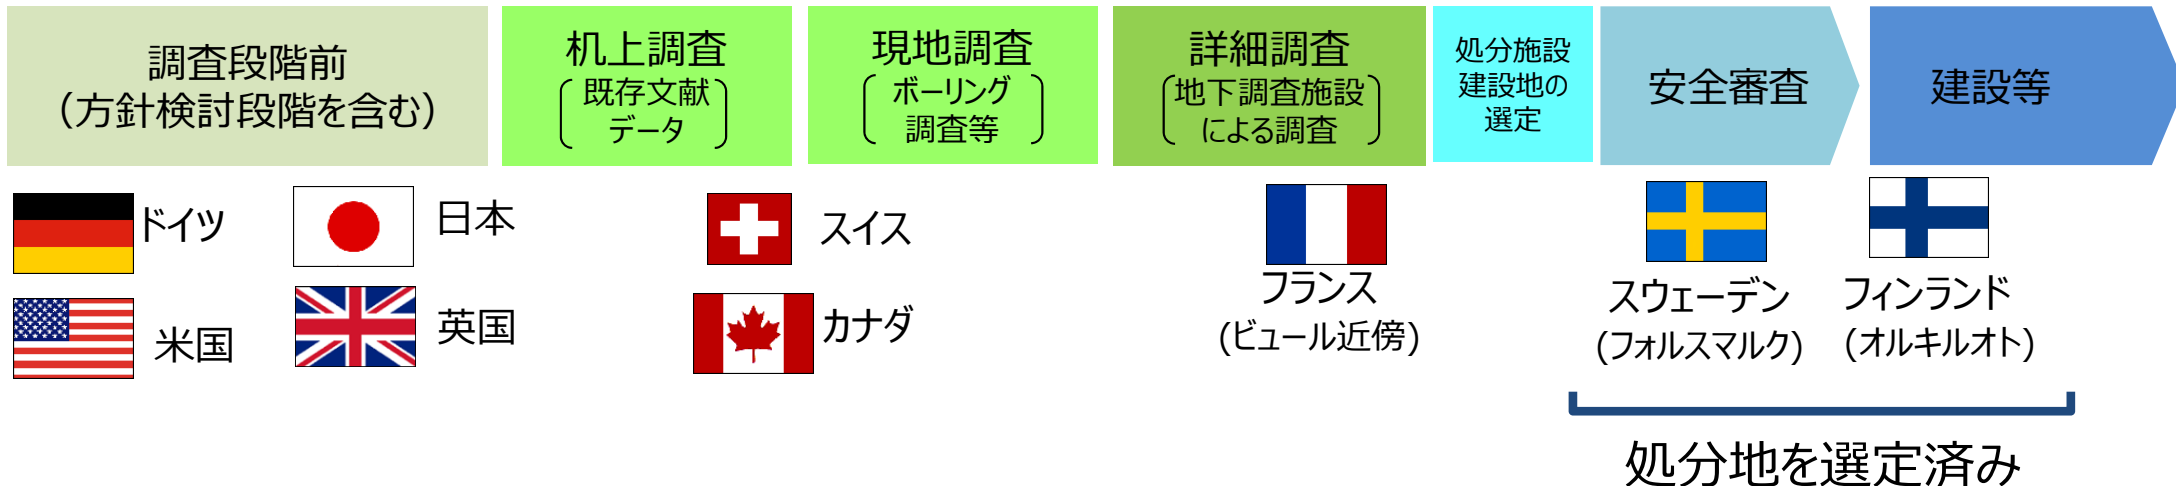 調査段階前
（方針検討段階を含む）
机上調査
既存文献
データ
現地調査
ボーリング
調査等
詳細調査
地下調査施設
による調査
処分施設
建設地の
選定
安全審査
建設等
ドイツ
日本
スイス
フランス
(ビュール近傍)
スウェーデン
(フォルスマルク)
フィンランド
(オルキルオト)
米国
英国
カナダ
処分地を選定済み